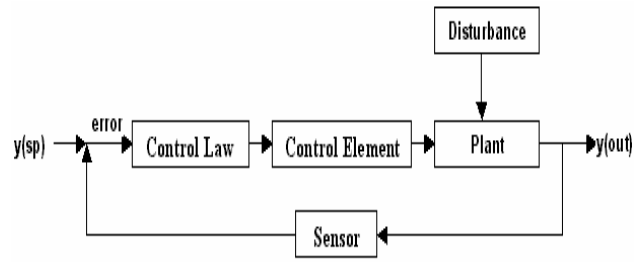 Disturbance
error
y(sp)
Control Law
Control Element
Plant
y(out)
Sensor